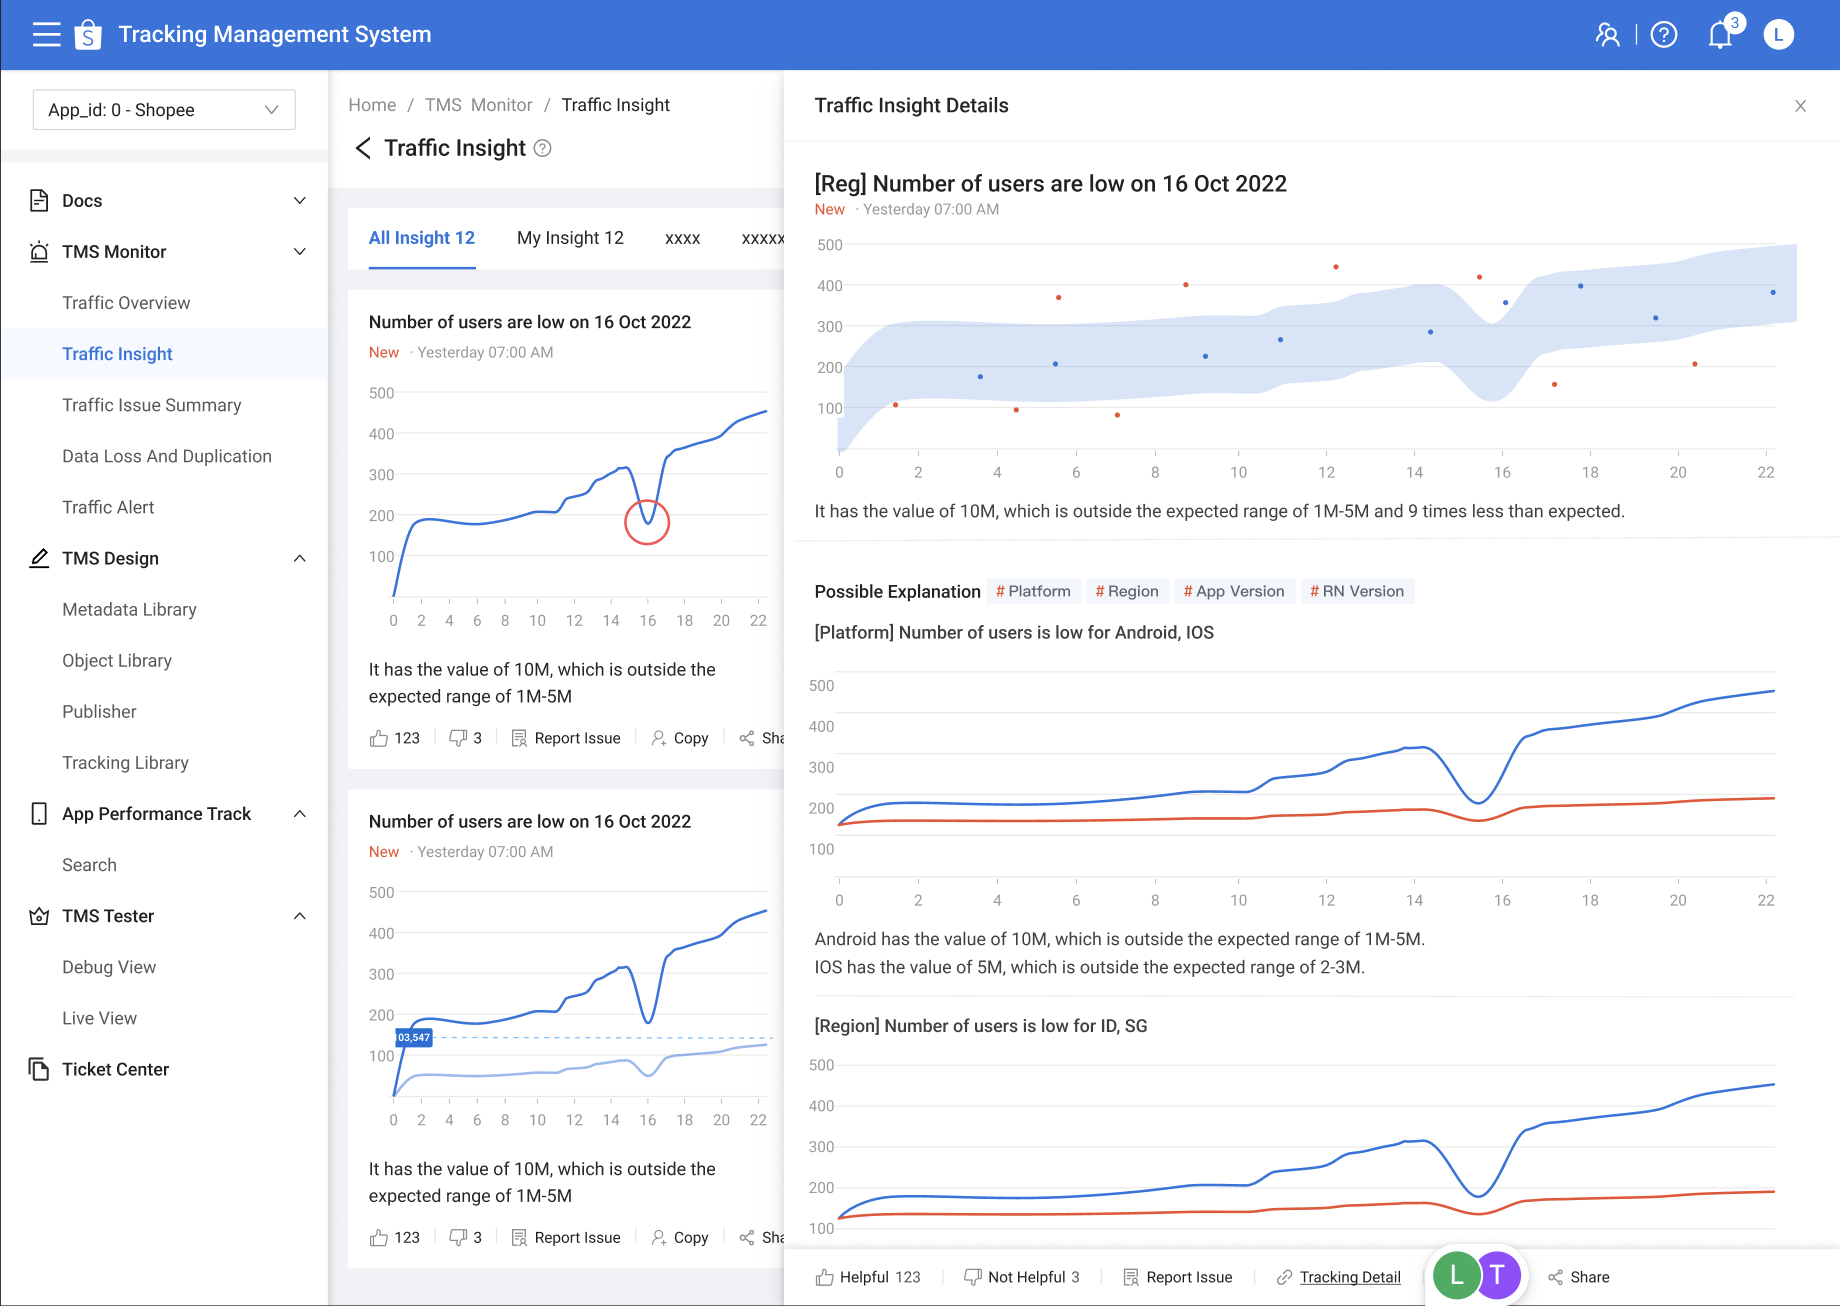 S
Tracking Management System
3
L
App_id: 0 - Shopee
Docs
TMS Monitor
Traffic Overview
Traffic Insight
Traffic Issue Summary
Data Loss And Duplication
Traffic Alert
TMS Design
Metadata Library
Object Library
Publisher
Tracking Library
App Performance Track
Search
TMS Tester
Debug View
Live View
Ticket Center
Home / TMS Monitor / Traffic Insight
Traffic Insight
All Insight 12 My Insight 12 xxxx xxxxx
Number of users are low on 16 Oct 2022
New · Yesterday 07:00 AM
500
400
300
200
100
0 2 4 6 8 10 12 14 16 18 20 22
It has the value of 10M, which is outside the
expected range of 1M-5M
123 3 Report Issue Copy Sha
Number of users are low on 16 Oct 2022
New · Yesterday 07:00 AM
500
400
300
200
03,547
100
0 2 4 6 8 10 12 14 16 18 20 22
It has the value of 10M, which is outside the
expected range of 1M-5M
123 3 Report Issue Copy Sha
Traffic Insight Details
[Reg] Number of users are low on 16 Oct 2022
New · Yesterday 07:00 AM
500
400
300
200
100
0 2 4 6 8 10 12 14 16 18 20 22
It has the value of 10M, which is outside the expected range of 1M-5M and 9 times less than expected.
Possible Explanation # Platform # Region # App Version # RN Version
[Platform] Number of users is low for Android, IOS
500
400
300
200
100
0 2 4 6 8 10 12 14 16 18 20 22
Android has the value of 10M, which is outside the expected range of 1M-5M.
IOS has the value of 5M, which is outside the expected range of 2-3M.
[Region] Number of users is low for ID, SG
500
400
300
200
100
Helpful 123 Not Helpful 3 Report Issue Tracking Detail L T Share